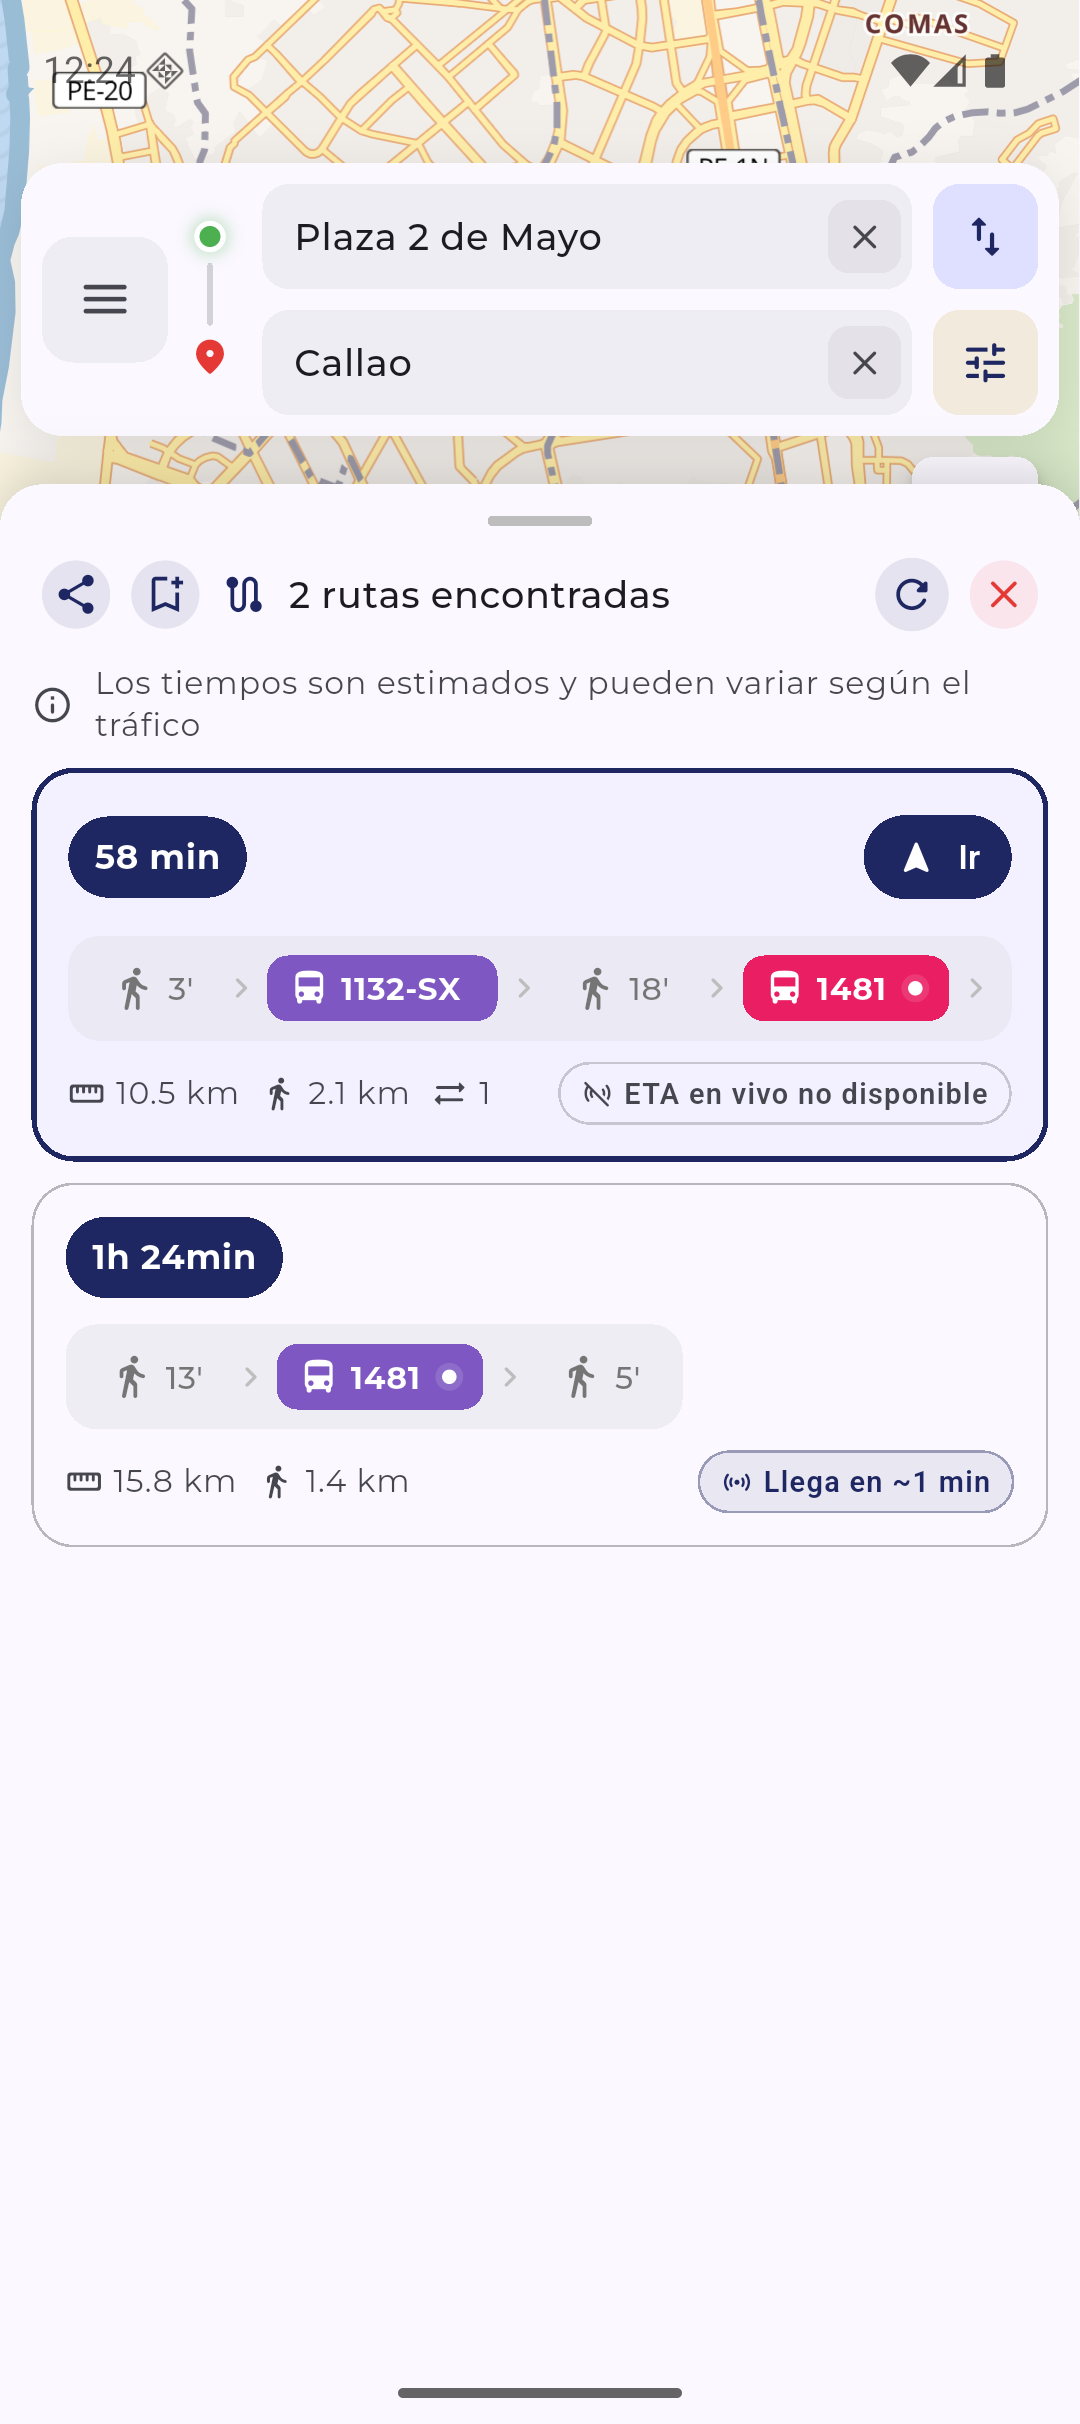 COMAS
12:24
PE-20
Plaza 2 de Mayo
Callao
2 rutas encontradas
Los tiempos son estimados y pueden variar según el
tráfico
58 min
Ir
3'
1132-SX
18'
1481
10.5 km
2.1 km
1
ETA en vivo no disponible
1h 24min
13'
1481
5'
15.8 km
1.4 km
Llega en ~1 min